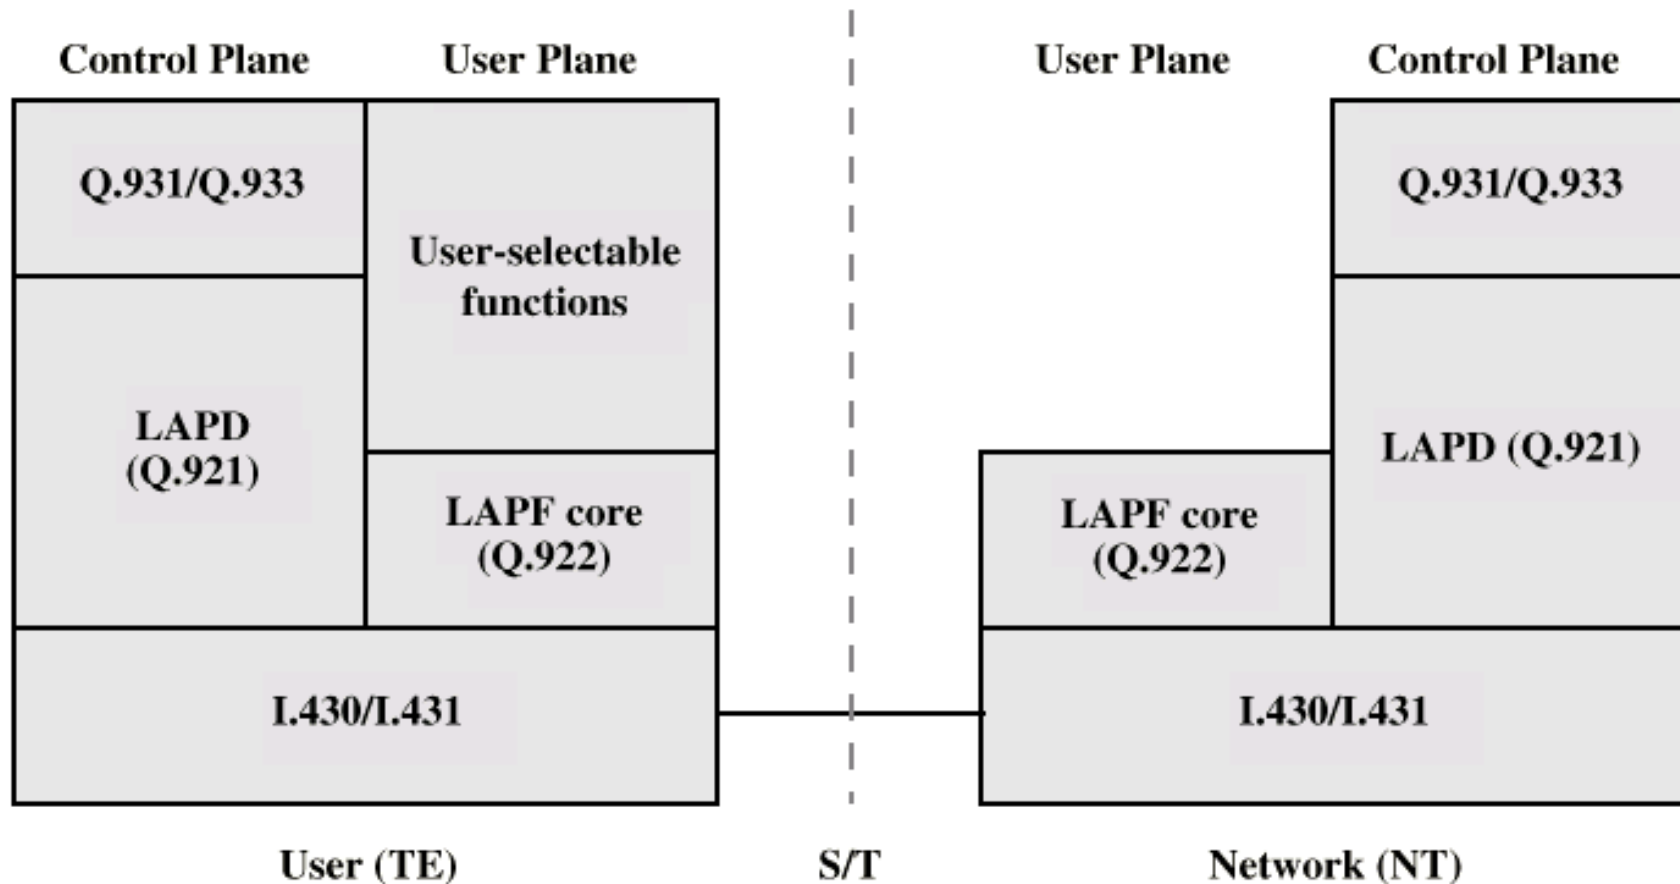 Control Plane
User Plane
User Plane
Control Plane
Q.931/Q.933
User-selectable
functions
LAPD
(Q.921)
LAPF core
(Q.922)
I.430/I.431
Q.931/Q.933
LAPD (Q.921)
LAPF core
(Q.922)
I.430/I.431
User (TE)
S/T
Network (NT)